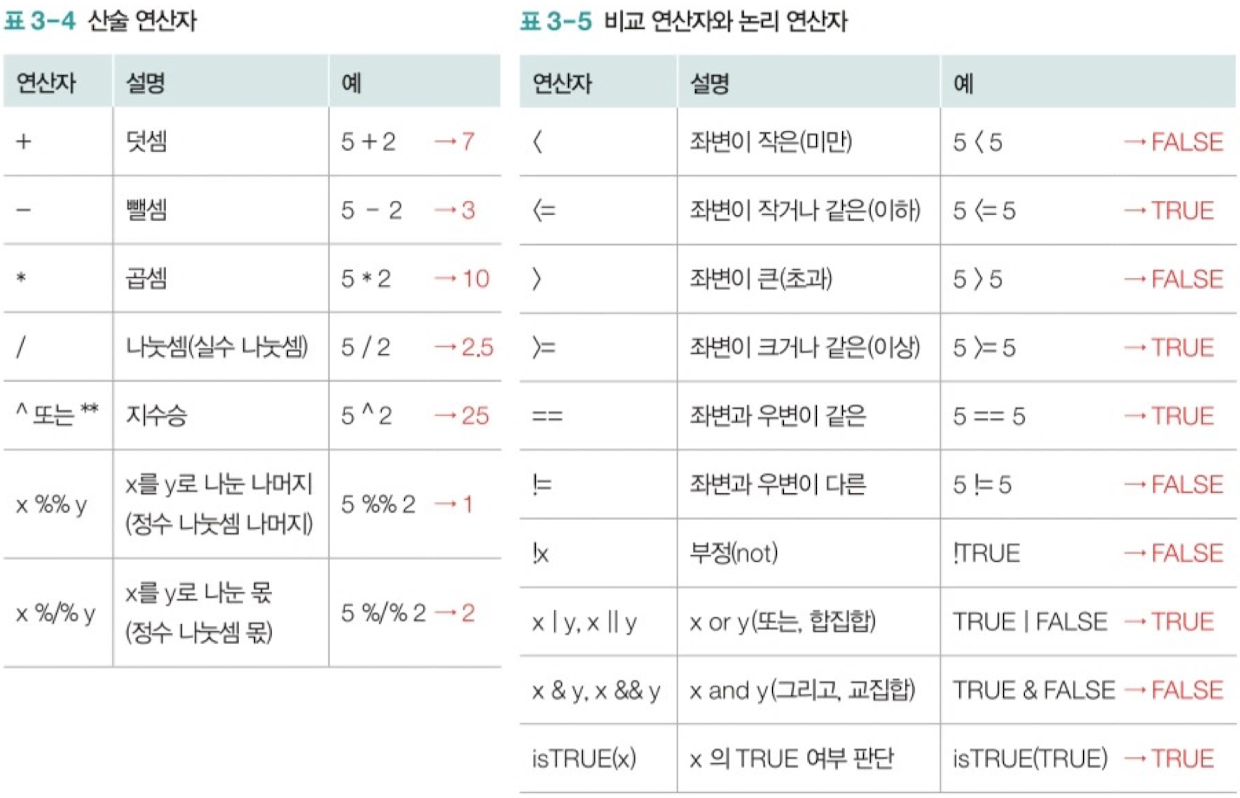 표 3-4 산술 연산자
연산자 설명 예
+ 덧셈 5 + 2 → 7
- 뺄셈 5 - 2 → 3
* 곱셈 5 * 2 → 10
/ 나눗셈(실수 나눗셈) 5 / 2 → 2.5
^ 또는 ** 지수승 5 ^ 2 → 25
x %% y x를 y로 나눈 나머지 5 %% 2 → 1
(정수 나눗셈 나머지)
x %/% y x를 y로 나눈 몫 5 %/% 2 → 2
(정수 나눗셈 몫)
표 3-5 비교 연산자와 논리 연산자
연산자 설명 예
< 좌변이 작은(미만) 5 < 5 → FALSE
<= 좌변이 작거나 같은(이하) 5 <= 5 → TRUE
> 좌변이 큰(초과) 5 > 5 → FALSE
>= 좌변이 크거나 같은(이상) 5 >= 5 → TRUE
== 좌변과 우변이 같은 5 == 5 → TRUE
!= 좌변과 우변이 다른 5 != 5 → FALSE
!x 부정(not) !TRUE → FALSE
x | y, x || y x or y(또는, 합집합) TRUE | FALSE → TRUE
x & y, x && y x and y(그리고, 교집합) TRUE & FALSE → FALSE
isTRUE(x) x 의 TRUE 여부 판단 isTRUE(TRUE) → TRUE